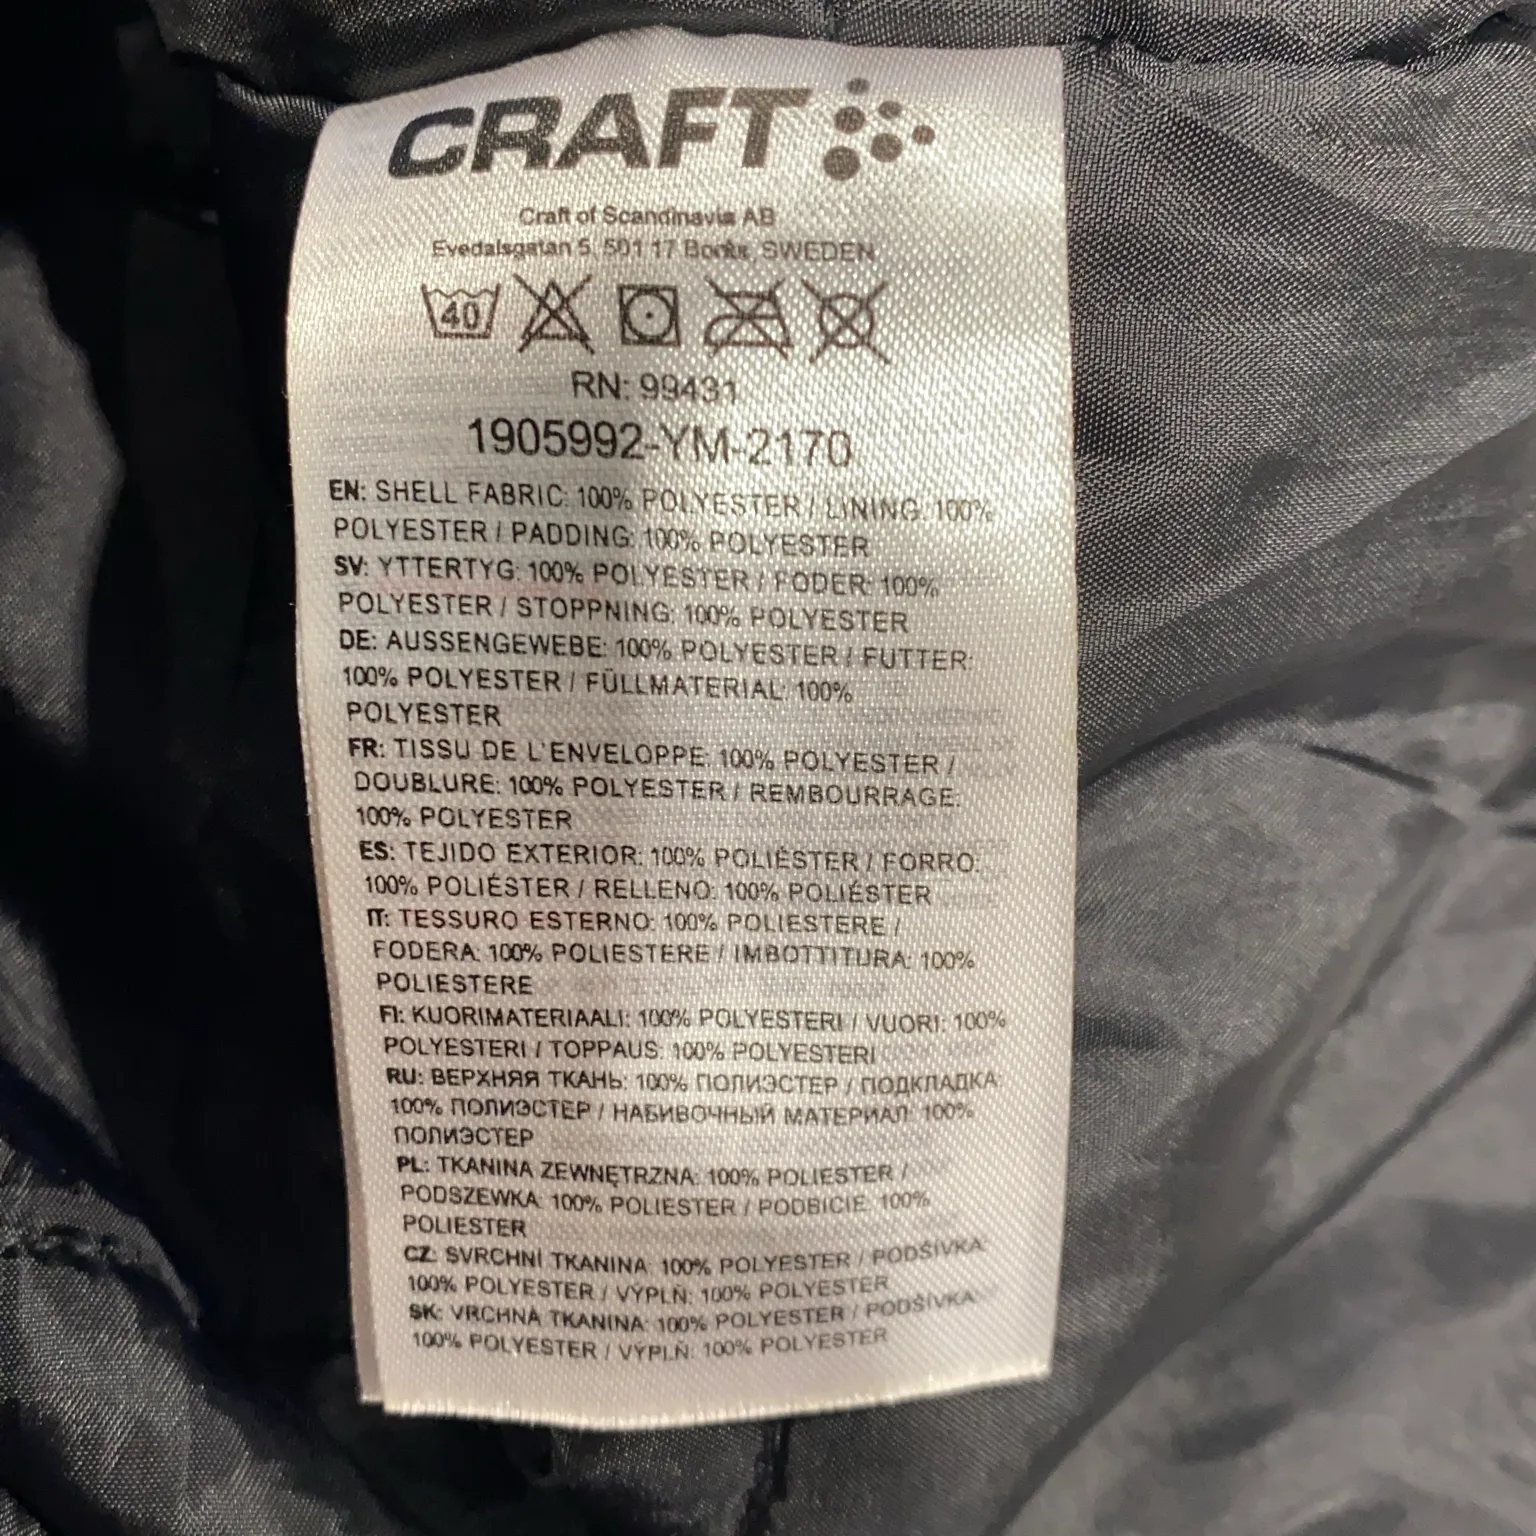 CRAFT
Craft of Scandinavia AB
Evedalsgatan 5, 501 17 Borås, SWEDEN
40
RN: 99431
1905992-YM-2170
EN: SHELL FABRIC: 100% POLYESTER / LINING: 100%
POLYESTER / PADDING: 100% POLYESTER
SV: YTTERTYG: 100% POLYESTER / FODER: 100%
POLYESTER / STOPPNING: 100% POLYESTER
DE: AUSSENGEWEBE: 100% POLYESTER / FUTTER:
100% POLYESTER / FÜLLMATERIAL: 100%
POLYESTER
FR: TISSU DE L'ENVELOPPE: 100% POLYESTER /
DOUBLURE: 100% POLYESTER / REMBOURRAGE:
100% POLYESTER
ES: TEJIDO EXTERIOR: 100% POLIÉSTER / FORRO:
100% POLIÉSTER / RELLENO: 100% POLIÉSTER
IT: TESSURO ESTERNO: 100% POLIESTERE /
FODERA: 100% POLIESTERE / IMBOTTITURA: 100%
POLIESTERE
FI: KUORIMATERIAALI: 100% POLYESTERI / VUORI: 100%
POLYESTERI / TOPPAUS: 100% POLYESTERI
RU: ВЕРХНЯЯ ТКАНЬ: 100% ПОЛИЭСТЕР / ПОДКЛАДКА:
100% ПОЛИЭСТЕР / НАБИВОЧНЫЙ МАТЕРИАЛ: 100%
ПОЛИЭСТЕР
PL: TKANINA ZEWNĘTRZNA: 100% POLIESTER /
PODSZEWKA: 100% POLIESTER / PODBICIE: 100%
POLIESTER
CZ: SVRCHNÍ TKANINA: 100% POLYESTER / PODŠÍVKA:
100% POLYESTER / VÝPLŇ: 100% POLYESTER
SK: VRCHNÁ TKANINA: 100% POLYESTER / PODŠÍVKA:
100% POLYESTER / VÝPLŇ: 100% POLYESTER